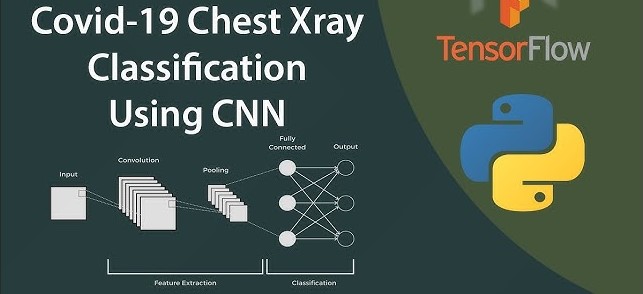 Covid-19 Chest Xray
Classification
Using CNN
TensorFlow
Input
Convolution
Pooling
Fully
Connected
Output
Feature Extraction
Classification